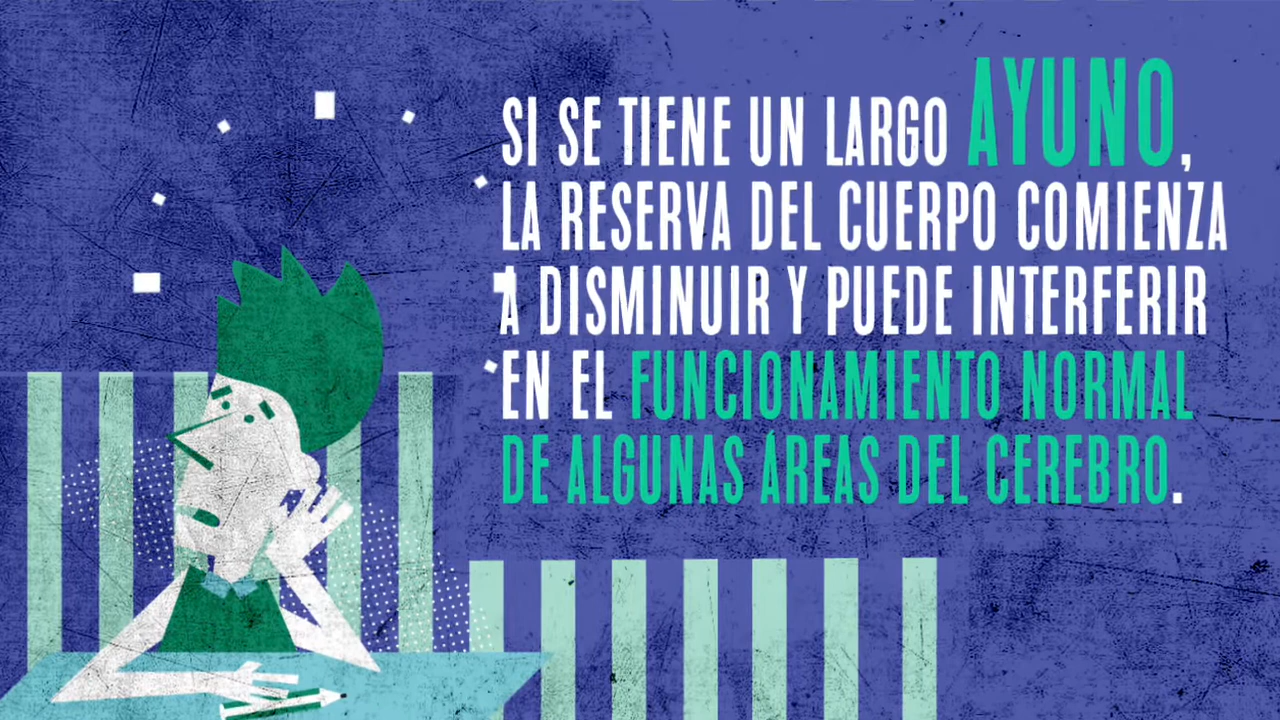 SI SE TIENE UN LARGO AYUNO,
LA RESERVA DEL CUERPO COMIENZA
A DISMINUIR Y PUEDE INTERFERIR
EN EL FUNCIONAMIENTO NORMAL
DE ALGUNAS ÁREAS DEL CEREBRO.